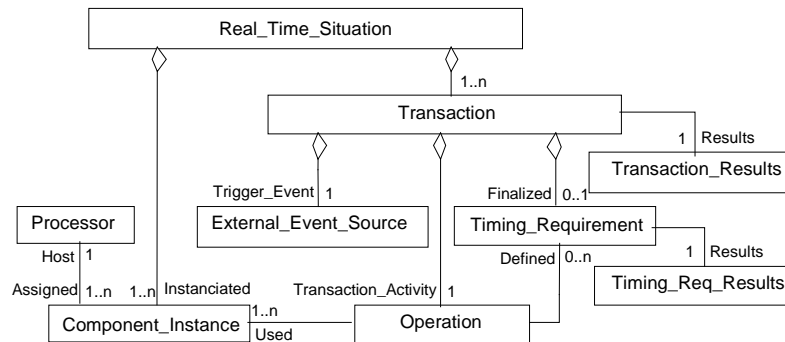 Real_Time_Situation
1..n
Transaction
1 Results
Transaction_Results
Trigger_Event 1
Finalized 0..1
Processor
External_Event_Source
Timing_Requirement
Host 1
Defined 0..n
1 Results
Timing_Req_Results
Assigned 1..n
1..n Instanciated
Transaction_Activity 1
Component_Instance
1..n
Used
Operation